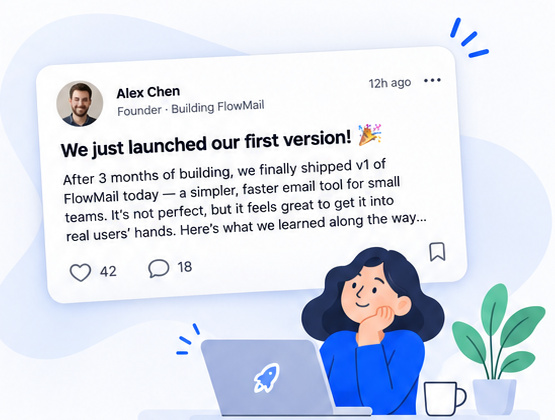 Alex Chen
12h ago
Founder · Building FlowMail
We just launched our first version! 🎉
After 3 months of building, we finally shipped v1 of
FlowMail today — a simpler, faster email tool for small
teams. It's not perfect, but it feels great to get it into
real users' hands. Here's what we learned along the way...
42
18